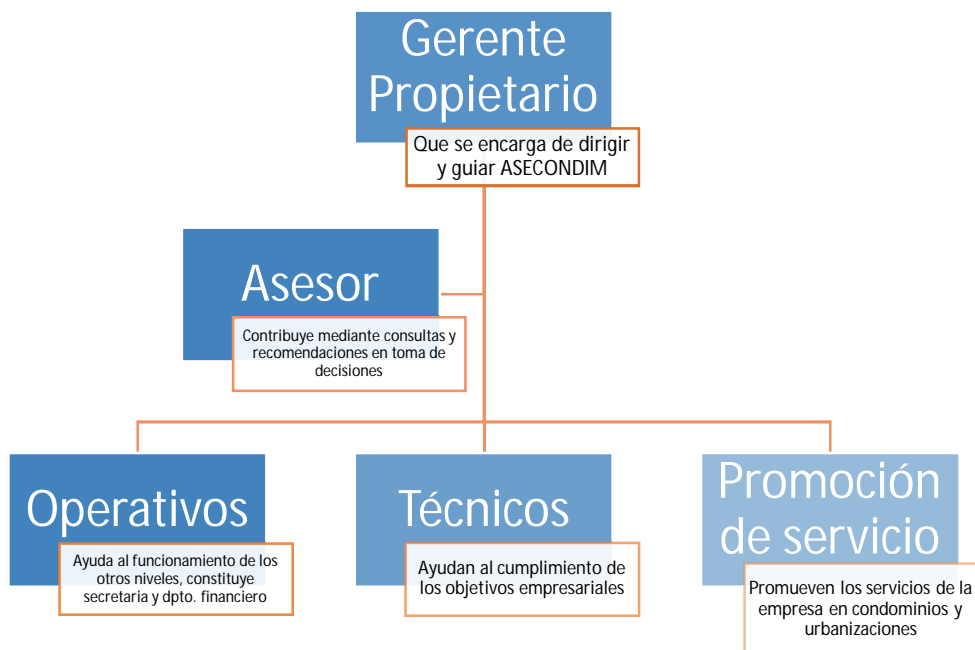 Gerente
Propietario
Que se encarga de dirigir
y guiar ASECONDIM
Asesor
Contribuye mediante consultas y
recomendaciones en toma de
decisiones
Operativos
Ayuda al funcionamiento de los
otros niveles, constituye
secretaria y dpto. financiero
Técnicos
Ayudan al cumplimiento de
los objetivos empresariales
Promoción
de servicio
Promueven los servicios de la
empresa en condominios y
urbanizaciones